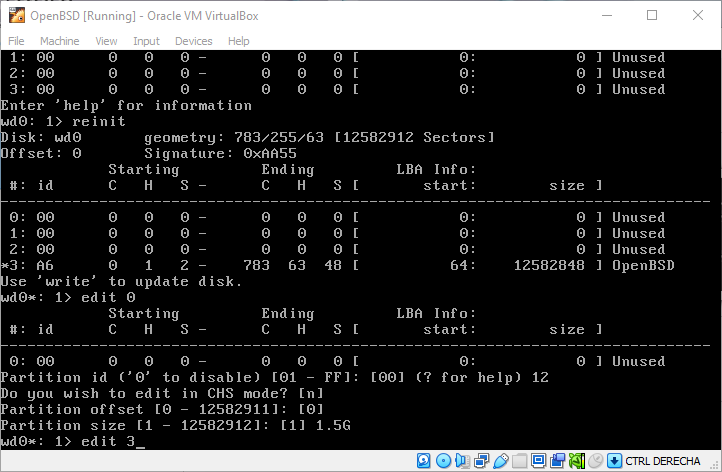 OpenBSD [Running] - Oracle VM VirtualBox
File Machine View Input Devices Help
1: 00 0 0 0 - 0 0 0 [ 0: 0 ] Unused
2: 00 0 0 0 - 0 0 0 [ 0: 0 ] Unused
3: 00 0 0 0 - 0 0 0 [ 0: 0 ] Unused
Enter 'help' for information
wd0: 1> reinit
Disk: wd0 geometry: 783/255/63 [12582912 Sectors]
Offset: 0 Signature: 0xAA55
Starting Ending LBA Info:
#: id C H S - C H S [ start: size ]
-------------------------------------------------------------------------------
0: 00 0 0 0 - 0 0 0 [ 0: 0 ] Unused
1: 00 0 0 0 - 0 0 0 [ 0: 0 ] Unused
2: 00 0 0 0 - 0 0 0 [ 0: 0 ] Unused
*3: A6 0 1 2 - 783 63 48 [ 64: 12582848 ] OpenBSD
Use 'write' to update disk.
wd0*: 1> edit 0
Starting Ending LBA Info:
#: id C H S - C H S [ start: size ]
-------------------------------------------------------------------------------
0: 00 0 0 0 - 0 0 0 [ 0: 0 ] Unused
Partition id ('0' to disable) [01 - FF]: [00] (? for help) 12
Do you wish to edit in CHS mode? [n]
Partition offset [0 - 12582911]: [0]
Partition size [1 - 12582912]: [1] 1.5G
wd0*: 1> edit 3_
CTRL DERECHA